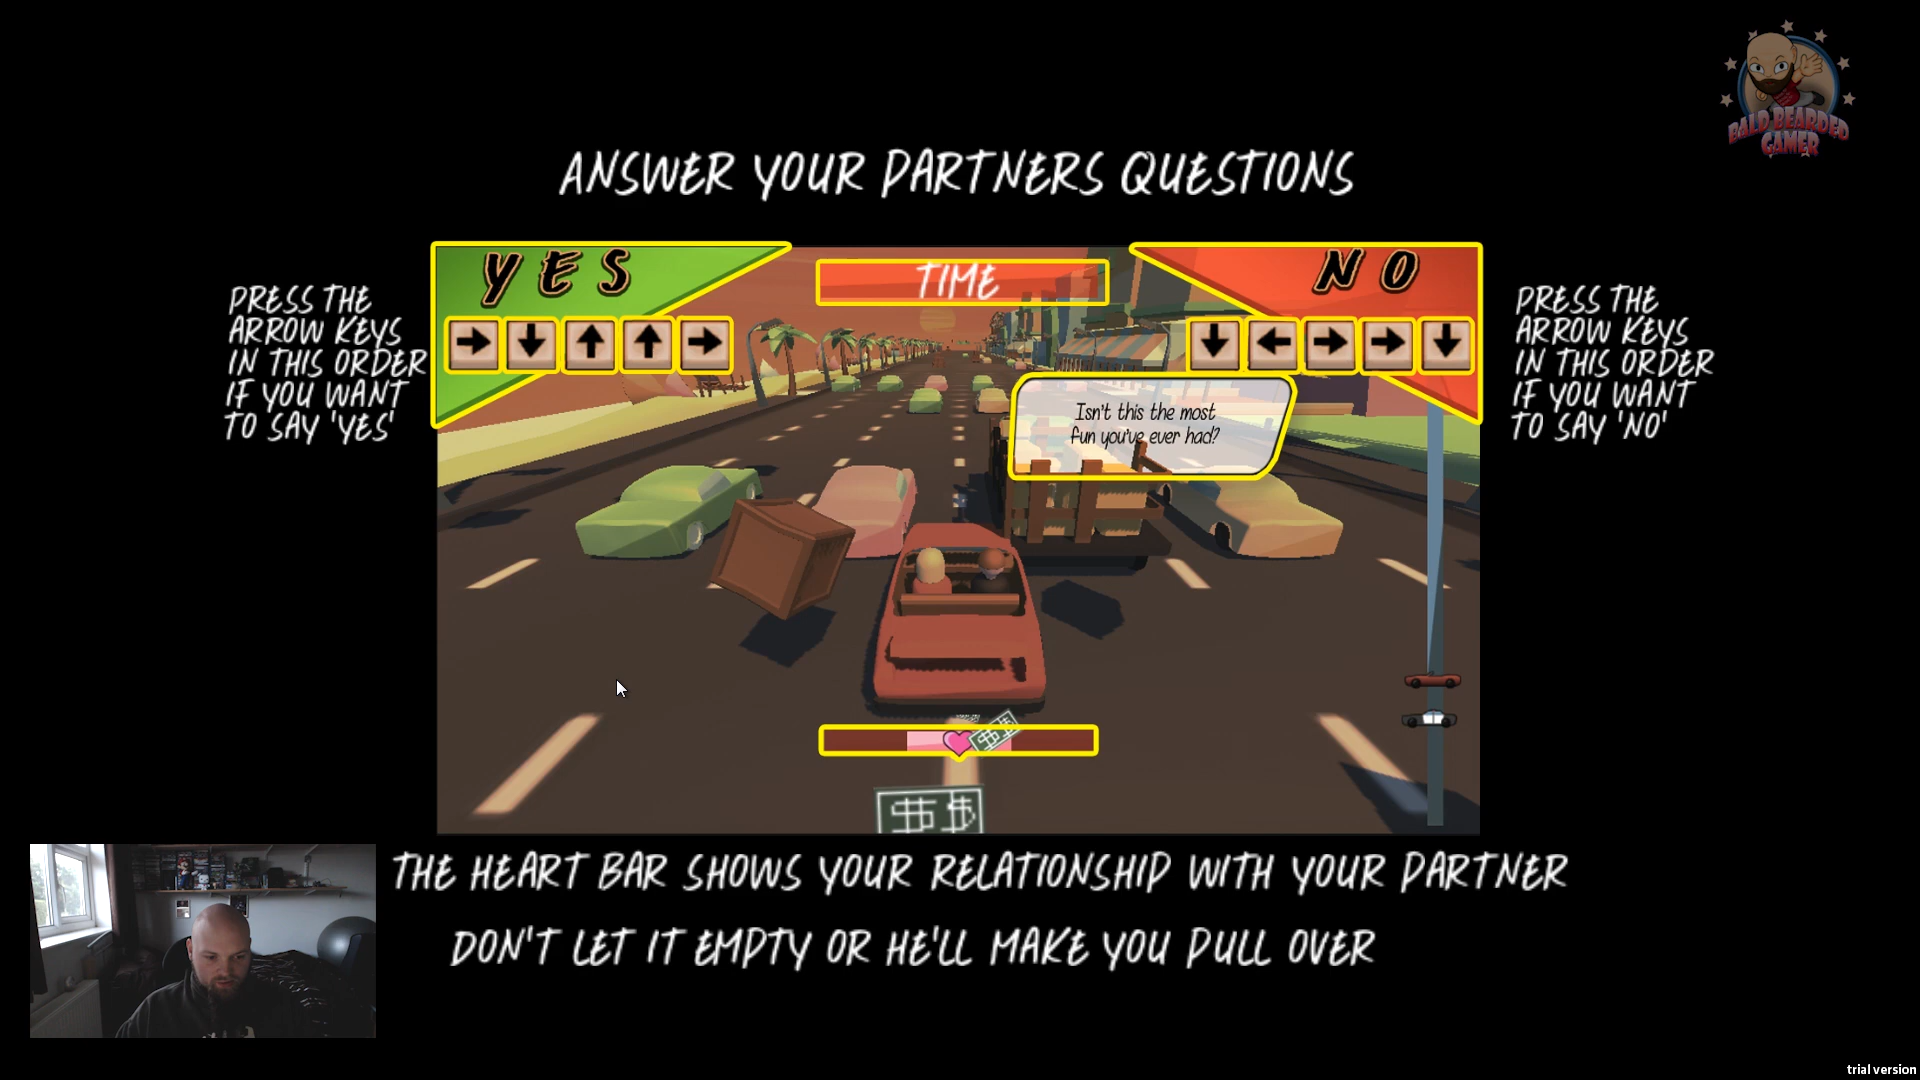 BALD BEARDED
GAMER
ANSWER YOUR PARTNERS QUESTIONS
YES
TIME
NO
PRESS THE
ARROW KEYS
IN THIS ORDER
IF YOU WANT
TO SAY 'YES'
PRESS THE
ARROW KEYS
IN THIS ORDER
IF YOU WANT
TO SAY 'NO'
Isn't this the most
fun you've ever had?
$$
$$
THE HEART BAR SHOWS YOUR RELATIONSHIP WITH YOUR PARTNER
DON'T LET IT EMPTY OR HE'LL MAKE YOU PULL OVER
trial version